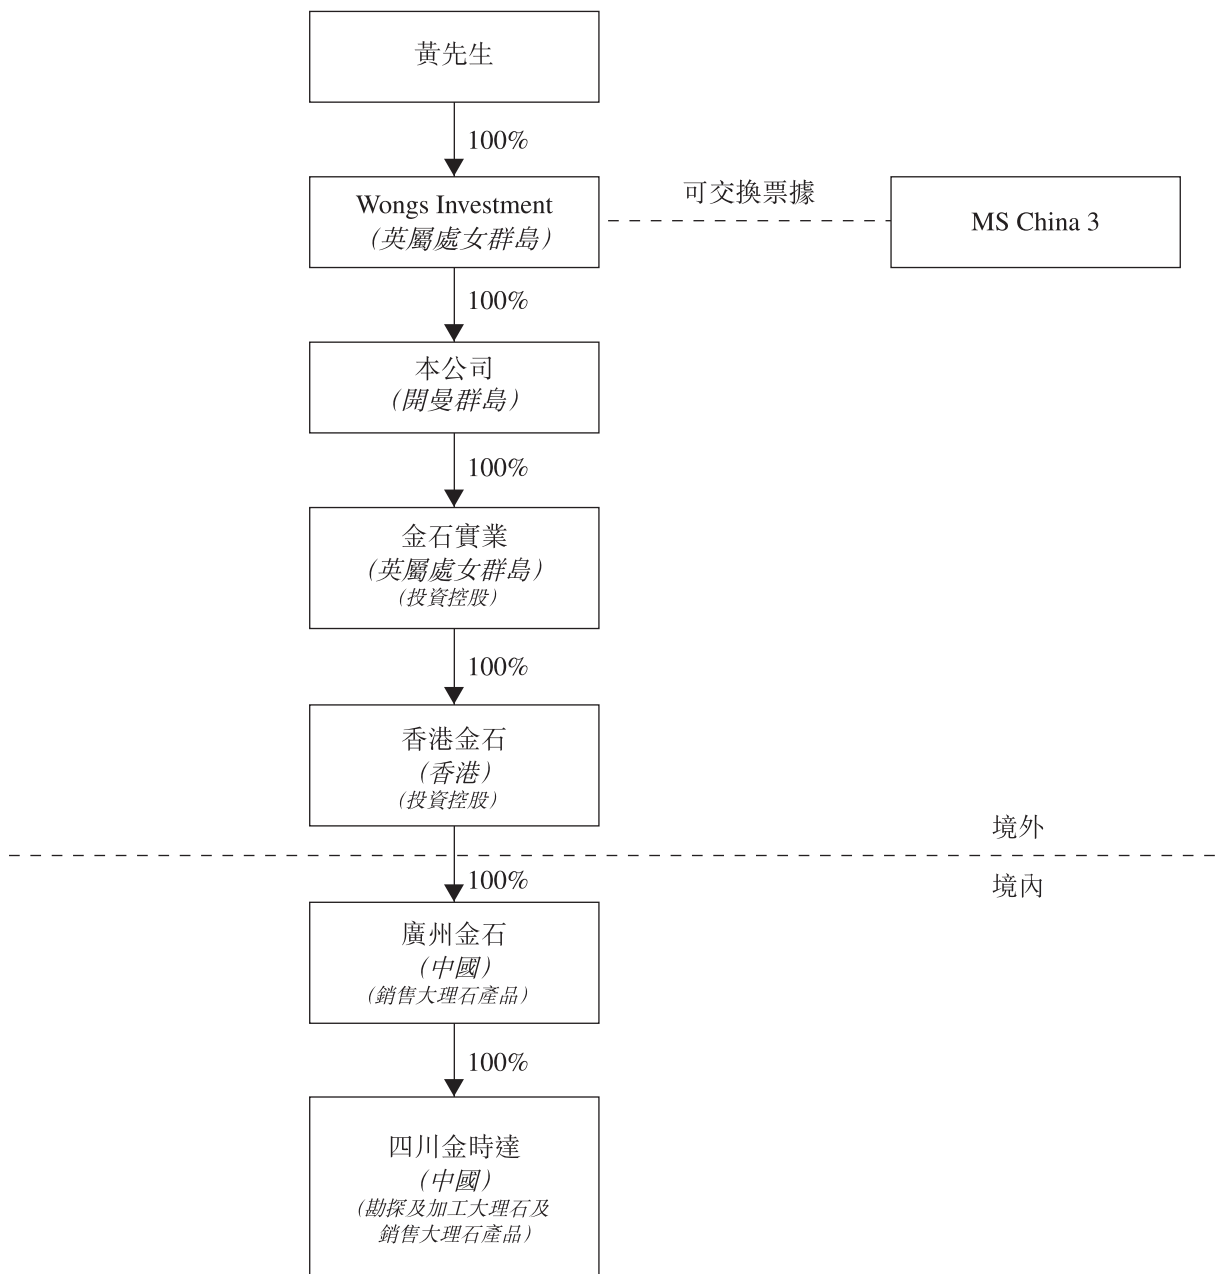 黃先生
100%
Wongs Investment
(英屬處女群島)
可交換票據
MS China 3
100%
本公司
(開曼群島)
100%
金石實業
(英屬處女群島)
(投資控股)
100%
香港金石
(香港)
(投資控股)
境外
100%
境內
廣州金石
(中國)
(銷售大理石產品)
100%
四川金時達
(中國)
(勘探及加工大理石及
銷售大理石產品)